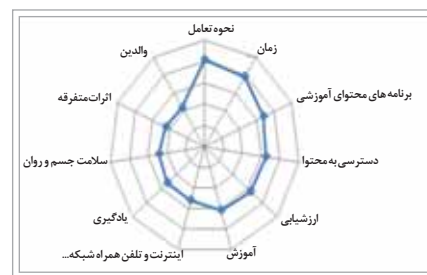 نحوه تعامل
زمان
برنامه های محتوای آموزشی
دسترسی به محتوا
ارزشیابی
آموزش
اینترنت و تلفن همراه شبکه...
یادگیری
سلامت جسم و روان
اثرات متفرقه
والدین